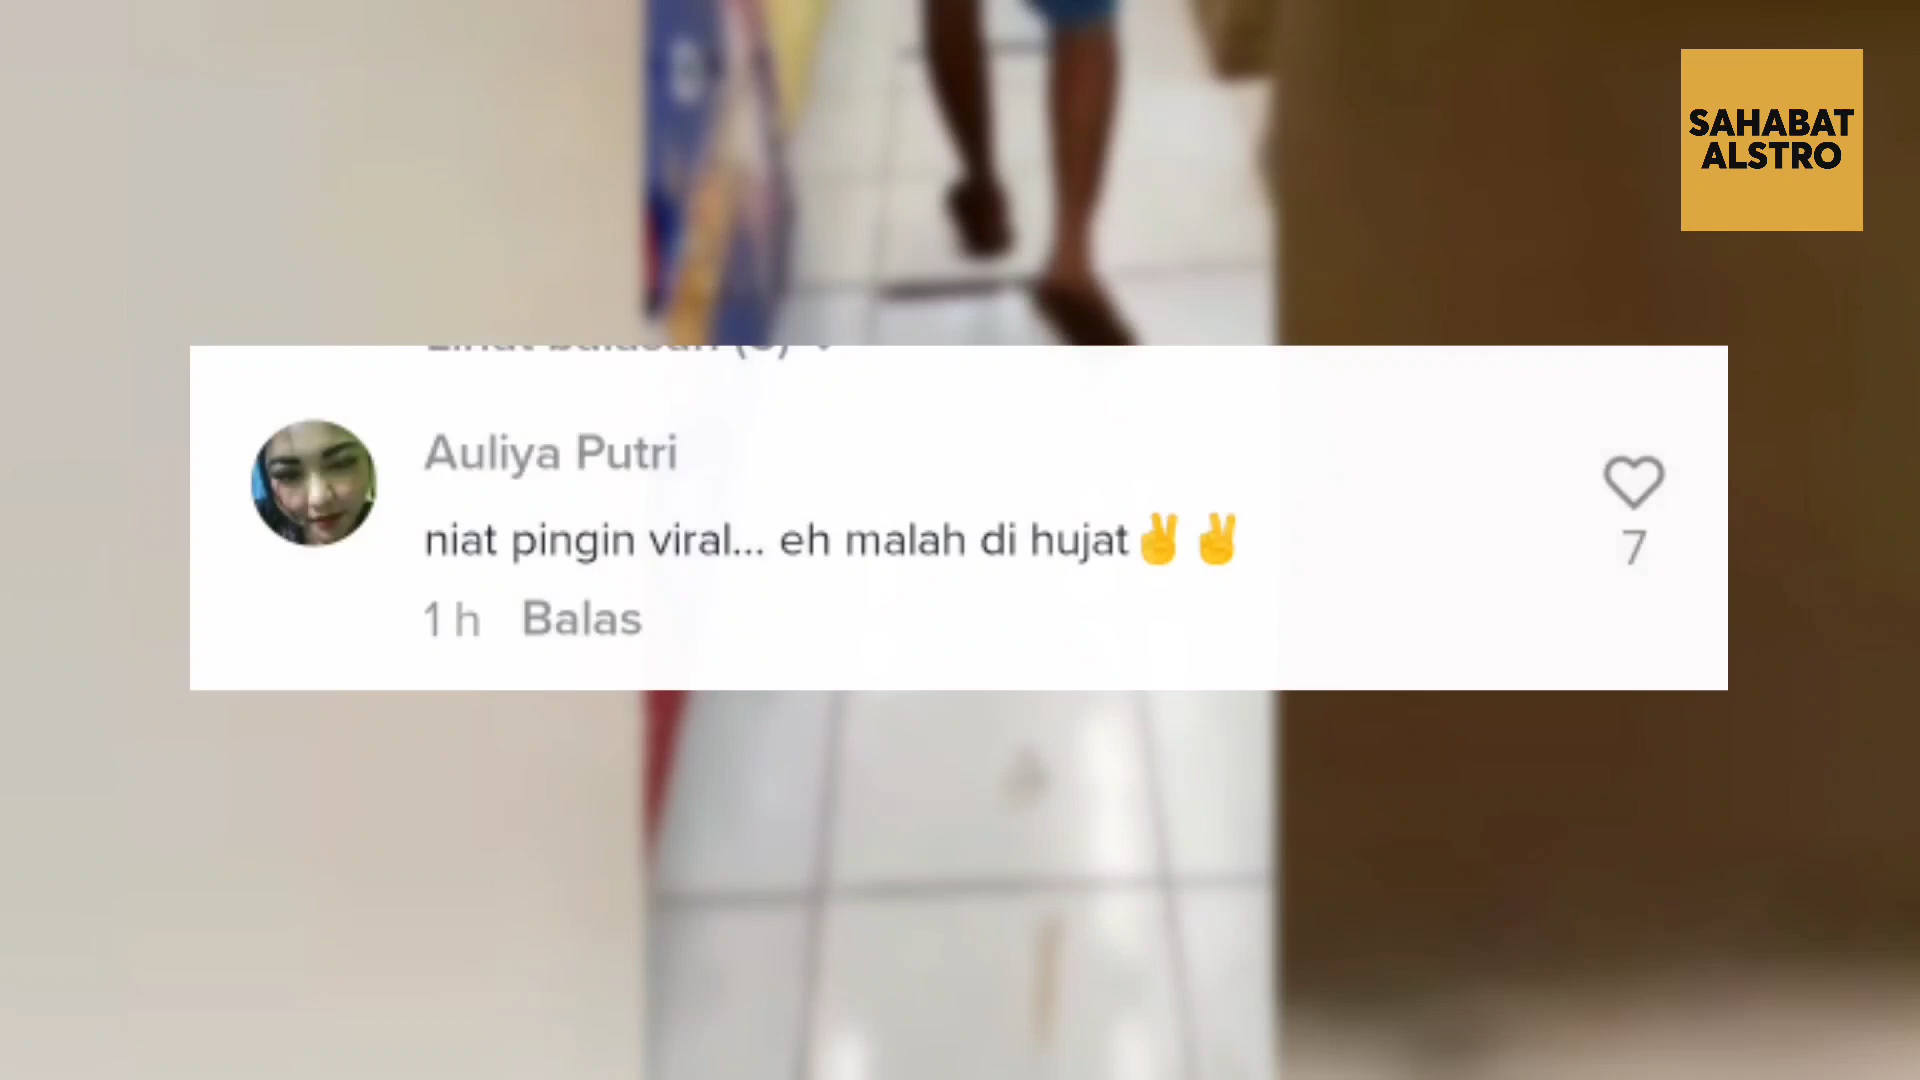 SAHABAT
ALSTRO
Auliya Putri
niat pingin viral... eh malah di hujat✌️✌️
7
1 h Balas